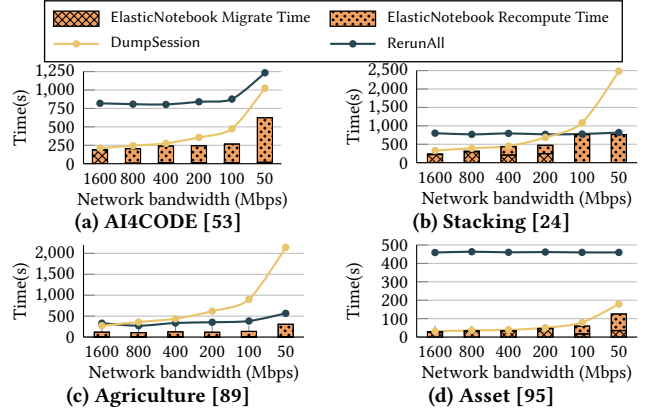 ElasticNotebook Migrate Time
ElasticNotebook Recompute Time
DumpSession
RerunAll
Time(s)
1,250
1,000
750
500
250
0
1600 800 400 200 100 50
Network bandwidth (Mbps)
(a) AI4CODE [53]
Time(s)
2,500
2,000
1,500
1,000
500
0
1600 800 400 200 100 50
Network bandwidth (Mbps)
(b) Stacking [24]
Time(s)
2,000
1,500
1,000
500
0
1600 800 400 200 100 50
Network bandwidth (Mbps)
(c) Agriculture [89]
Time(s)
500
400
300
200
100
0
1600 800 400 200 100 50
Network bandwidth (Mbps)
(d) Asset [95]